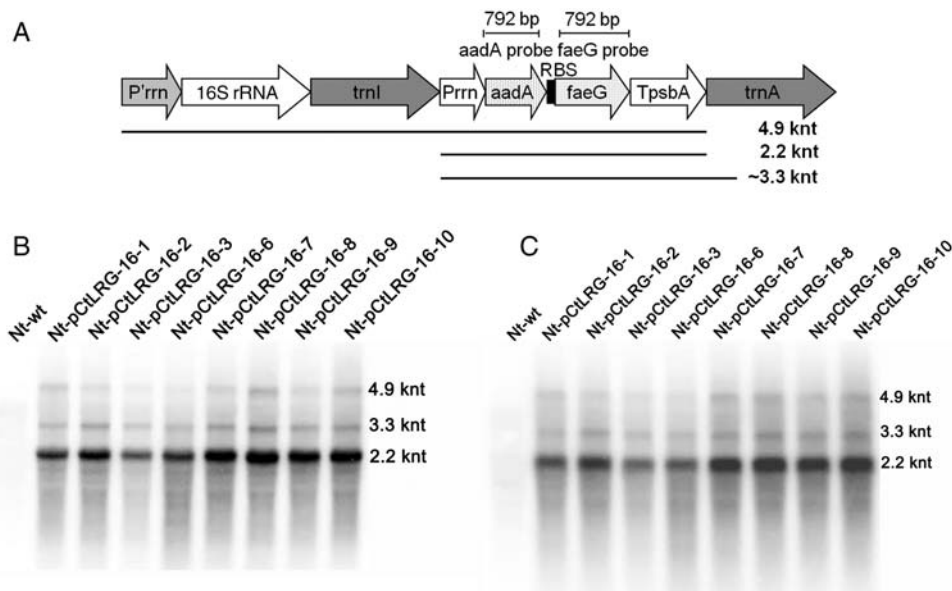 A
792 bp 792 bp
aadA probe faeG probe
RBS
P'rrn 16S rRNA trnI Prrn aadA faeG TpsbA trnA
4.9 knt
2.2 knt
~3.3 knt
B
Nt-wt
Nt-pCtLRG-16-1
Nt-pCtLRG-16-2
Nt-pCtLRG-16-3
Nt-pCtLRG-16-6
Nt-pCtLRG-16-7
Nt-pCtLRG-16-8
Nt-pCtLRG-16-9
Nt-pCtLRG-16-10
4.9 knt
3.3 knt
2.2 knt
C
Nt-wt
Nt-pCtLRG-16-1
Nt-pCtLRG-16-2
Nt-pCtLRG-16-3
Nt-pCtLRG-16-6
Nt-pCtLRG-16-7
Nt-pCtLRG-16-8
Nt-pCtLRG-16-9
Nt-pCtLRG-16-10
4.9 knt
3.3 knt
2.2 knt